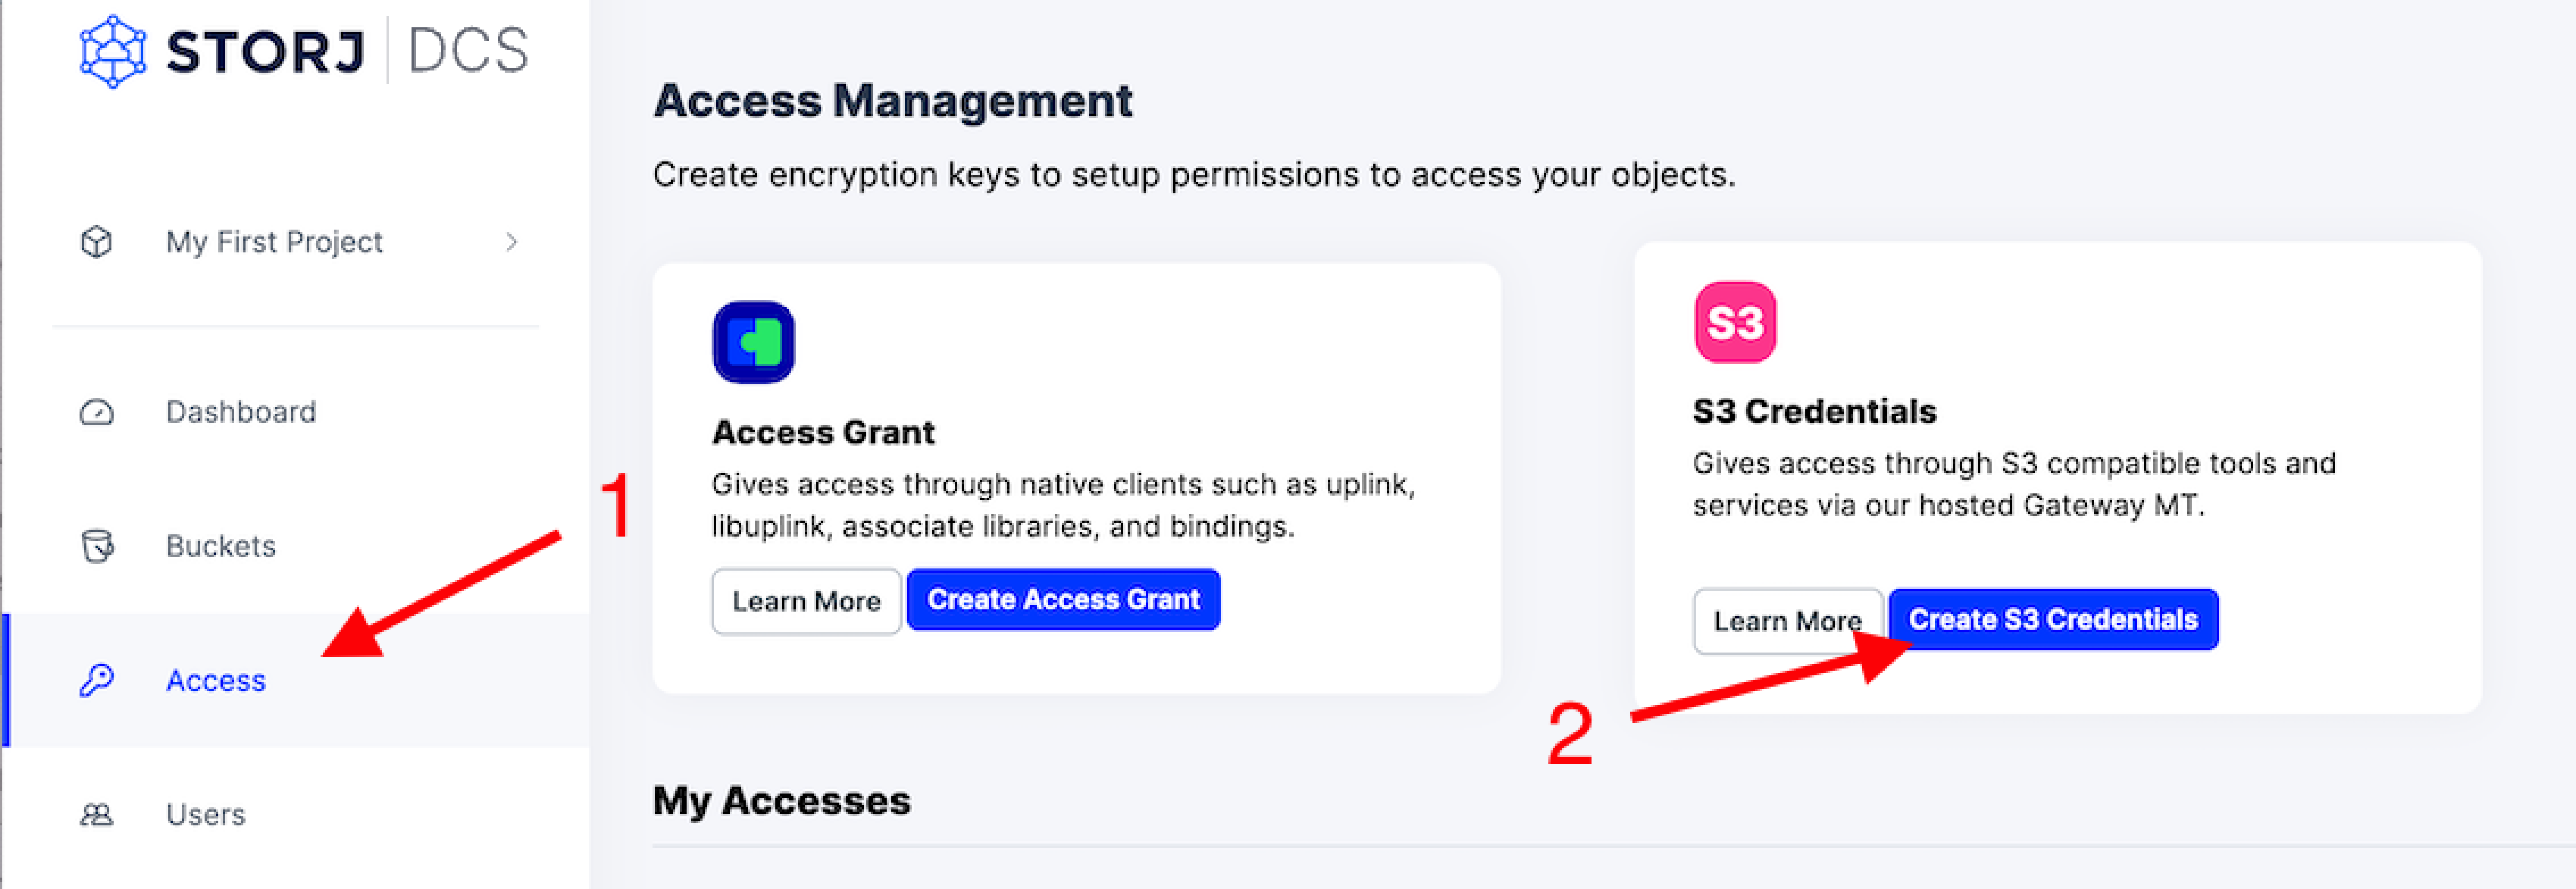 STORJ DCS
My First Project
Dashboard
Buckets
Access
Users
1
Access Management
Create encryption keys to setup permissions to access your objects.
Access Grant
Gives access through native clients such as uplink,
libuplink, associate libraries, and bindings.
Learn More Create Access Grant
S3
S3 Credentials
Gives access through S3 compatible tools and
services via our hosted Gateway MT.
Learn More Create S3 Credentials
2
My Accesses